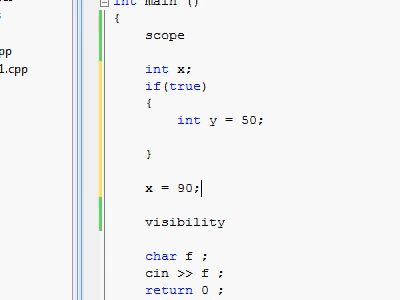 int main ()
{
scope
pp
int x;
1.cpp
if(true)
{
int y = 50;
}
x = 90;
visibility
char f ;
cin >> f ;
return 0 ;